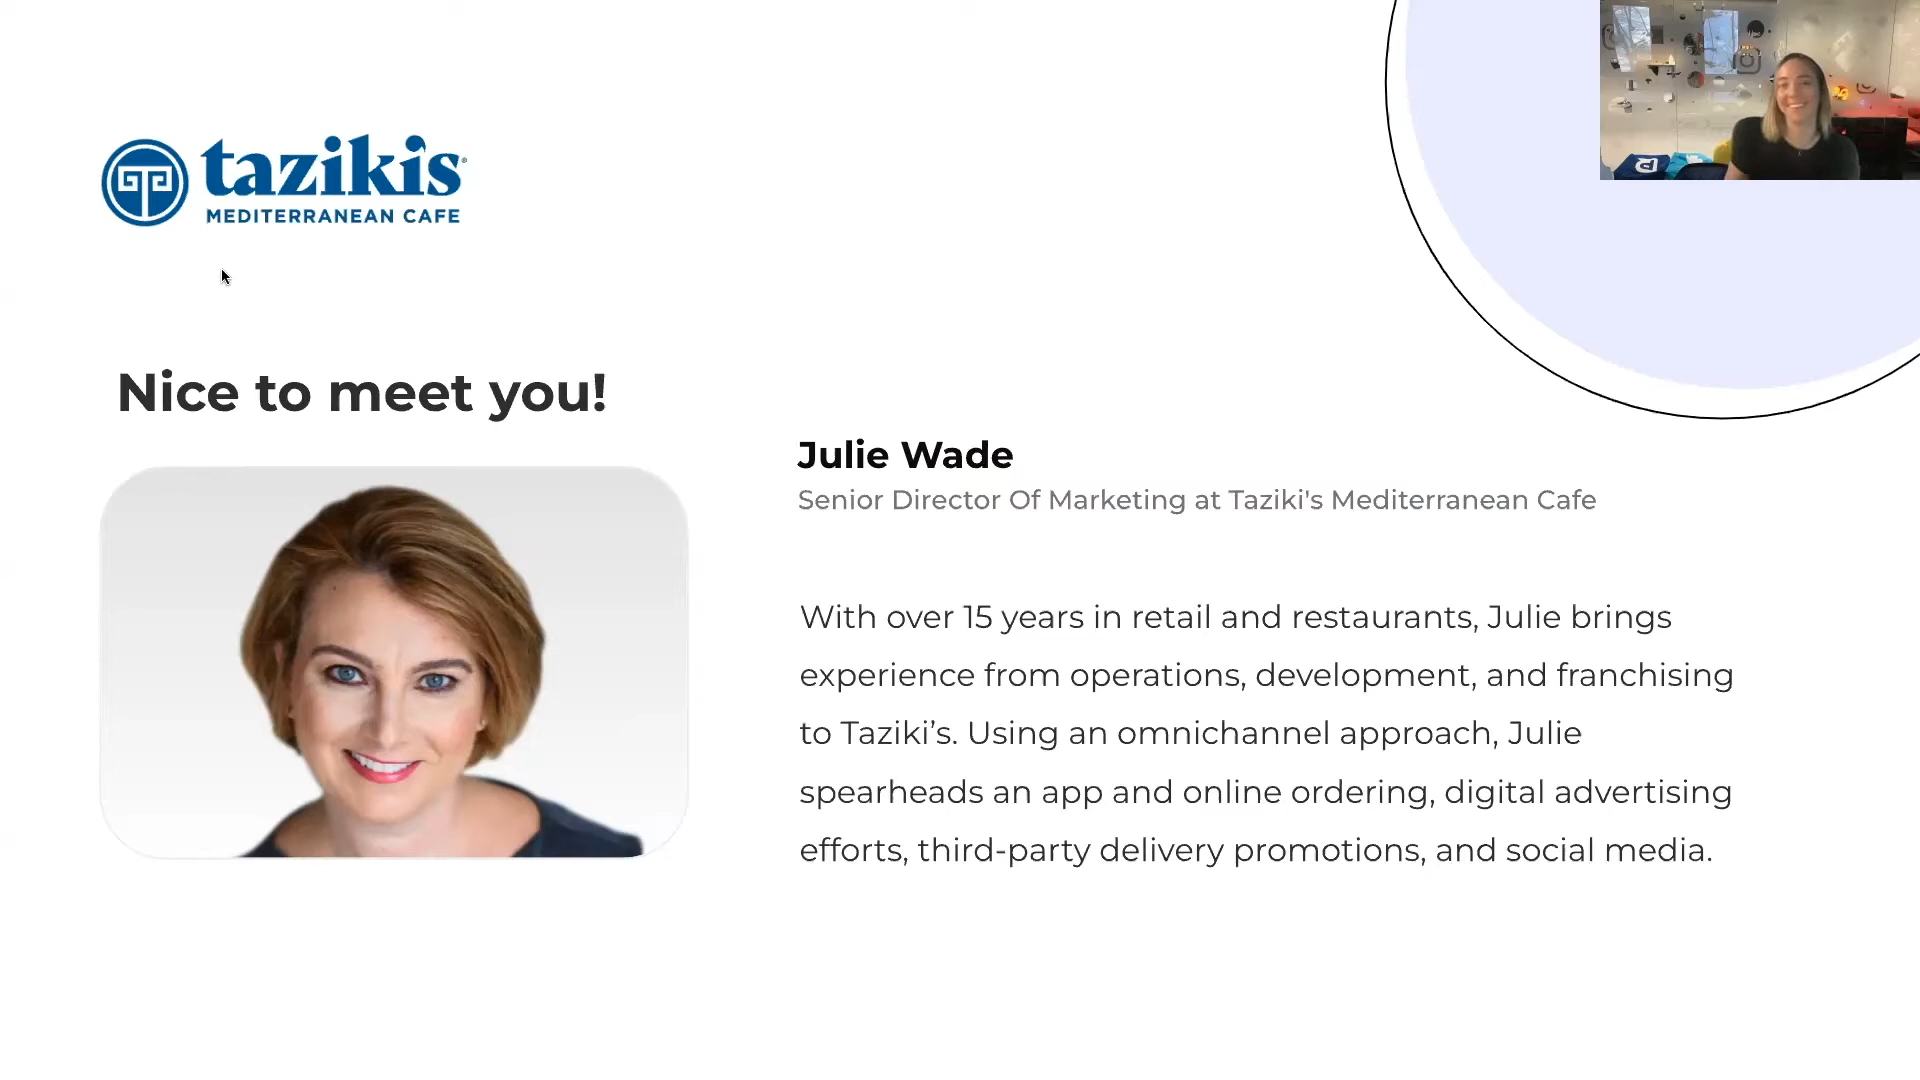 tazikis
MEDITERRANEAN CAFE
Nice to meet you!
Julie Wade
Senior Director Of Marketing at Taziki's Mediterranean Cafe
With over 15 years in retail and restaurants, Julie brings
experience from operations, development, and franchising
to Taziki’s. Using an omnichannel approach, Julie
spearheads an app and online ordering, digital advertising
efforts, third-party delivery promotions, and social media.